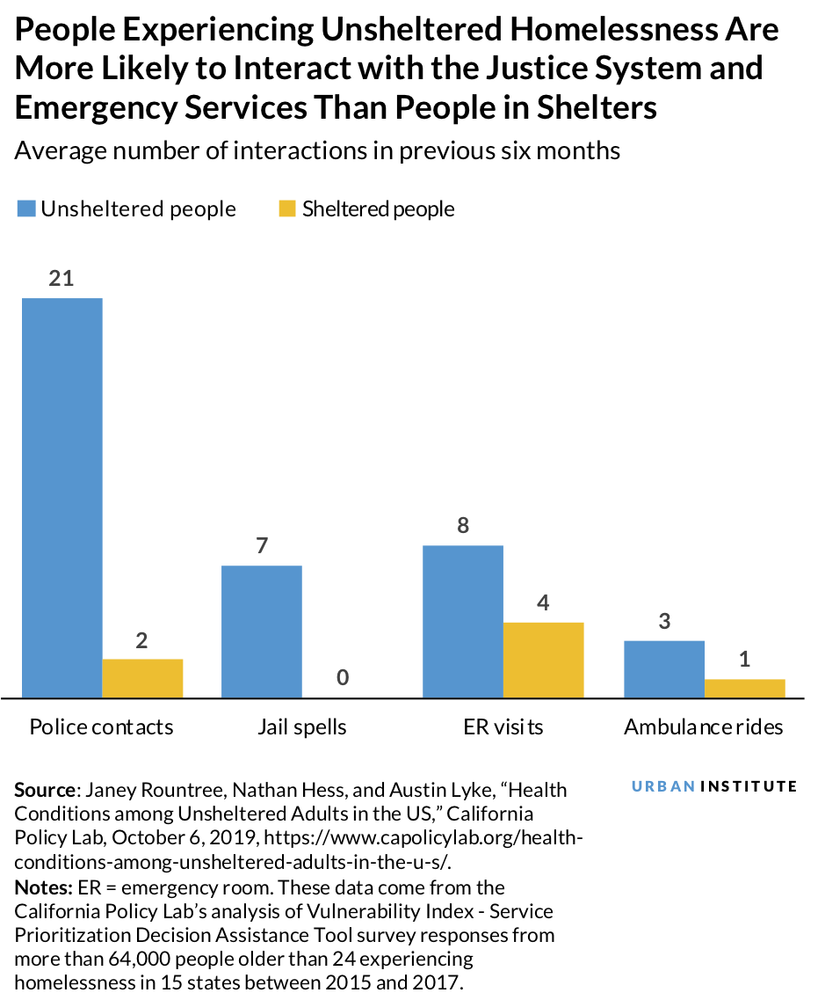 People Experiencing Unsheltered Homelessness Are
More Likely to Interact with the Justice System and
Emergency Services Than People in Shelters
Average number of interactions in previous six months
Unsheltered people
Sheltered people
21
2
7
0
8
4
3
1
Police contacts
Jail spells
ER visits
Ambulance rides
Source: Janey Rountree, Nathan Hess, and Austin Lyke, “Health
Conditions among Unsheltered Adults in the US,” California
Policy Lab, October 6, 2019, https://www.capolicylab.org/health-
conditions-among-unsheltered-adults-in-the-u-s/.
Notes: ER = emergency room. These data come from the
California Policy Lab’s analysis of Vulnerability Index - Service
Prioritization Decision Assistance Tool survey responses from
more than 64,000 people older than 24 experiencing
homelessness in 15 states between 2015 and 2017.
URBAN INSTITUTE